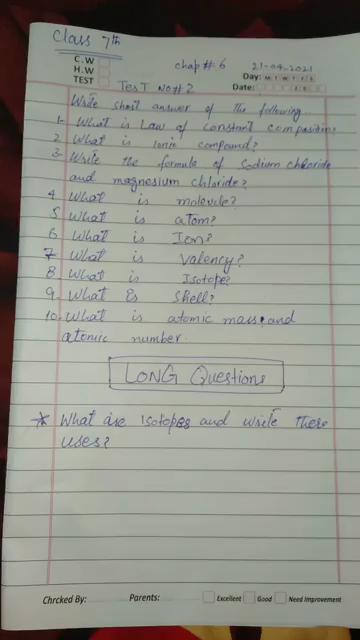 Class 7th
C.W
H.W
TEST
chap # 6
21-04-2021
Day: M T W T F S
Date:
Test No# 2
Write short answer of the following
1- What is Law of constant composition?
2- What is ionic compound?
3- Write the formula of Sodium chloride
and magnesium chloride?
4 What is molecule?
5 What is atom?
6 What is Ion?
7 What is valency?
8 What is Isotope?
9. What is shell?
10. What is atomic mass, and
atomic number.
LONG Questions
* What are Isotopes and write there
uses?
Chrcked By: Parents: Excellent Good Need Improvement